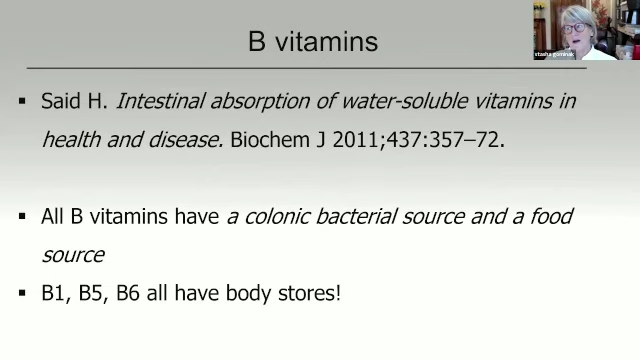 B vitamins
Said H. Intestinal absorption of water-soluble vitamins in
health and disease. Biochem J 2011;437:357–72.
All B vitamins have a colonic bacterial source and a food
source
B1, B5, B6 all have body stores!